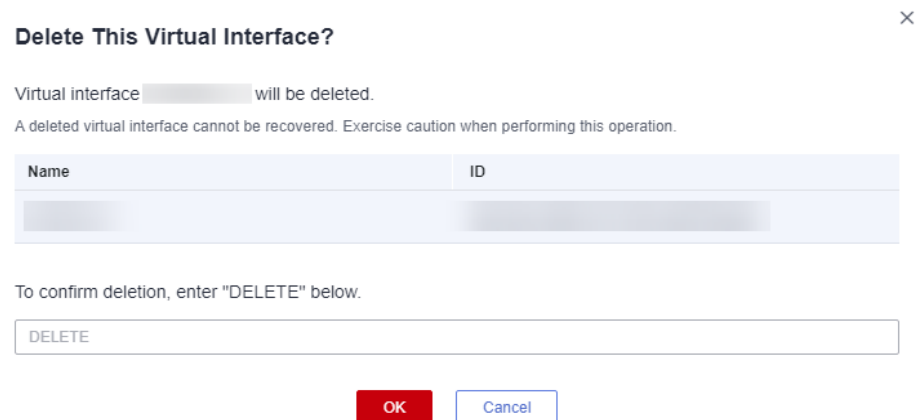 Delete This Virtual Interface?
Virtual interface will be deleted.
A deleted virtual interface cannot be recovered. Exercise caution when performing this operation.
Name ID
To confirm deletion, enter "DELETE" below.
DELETE
OK Cancel